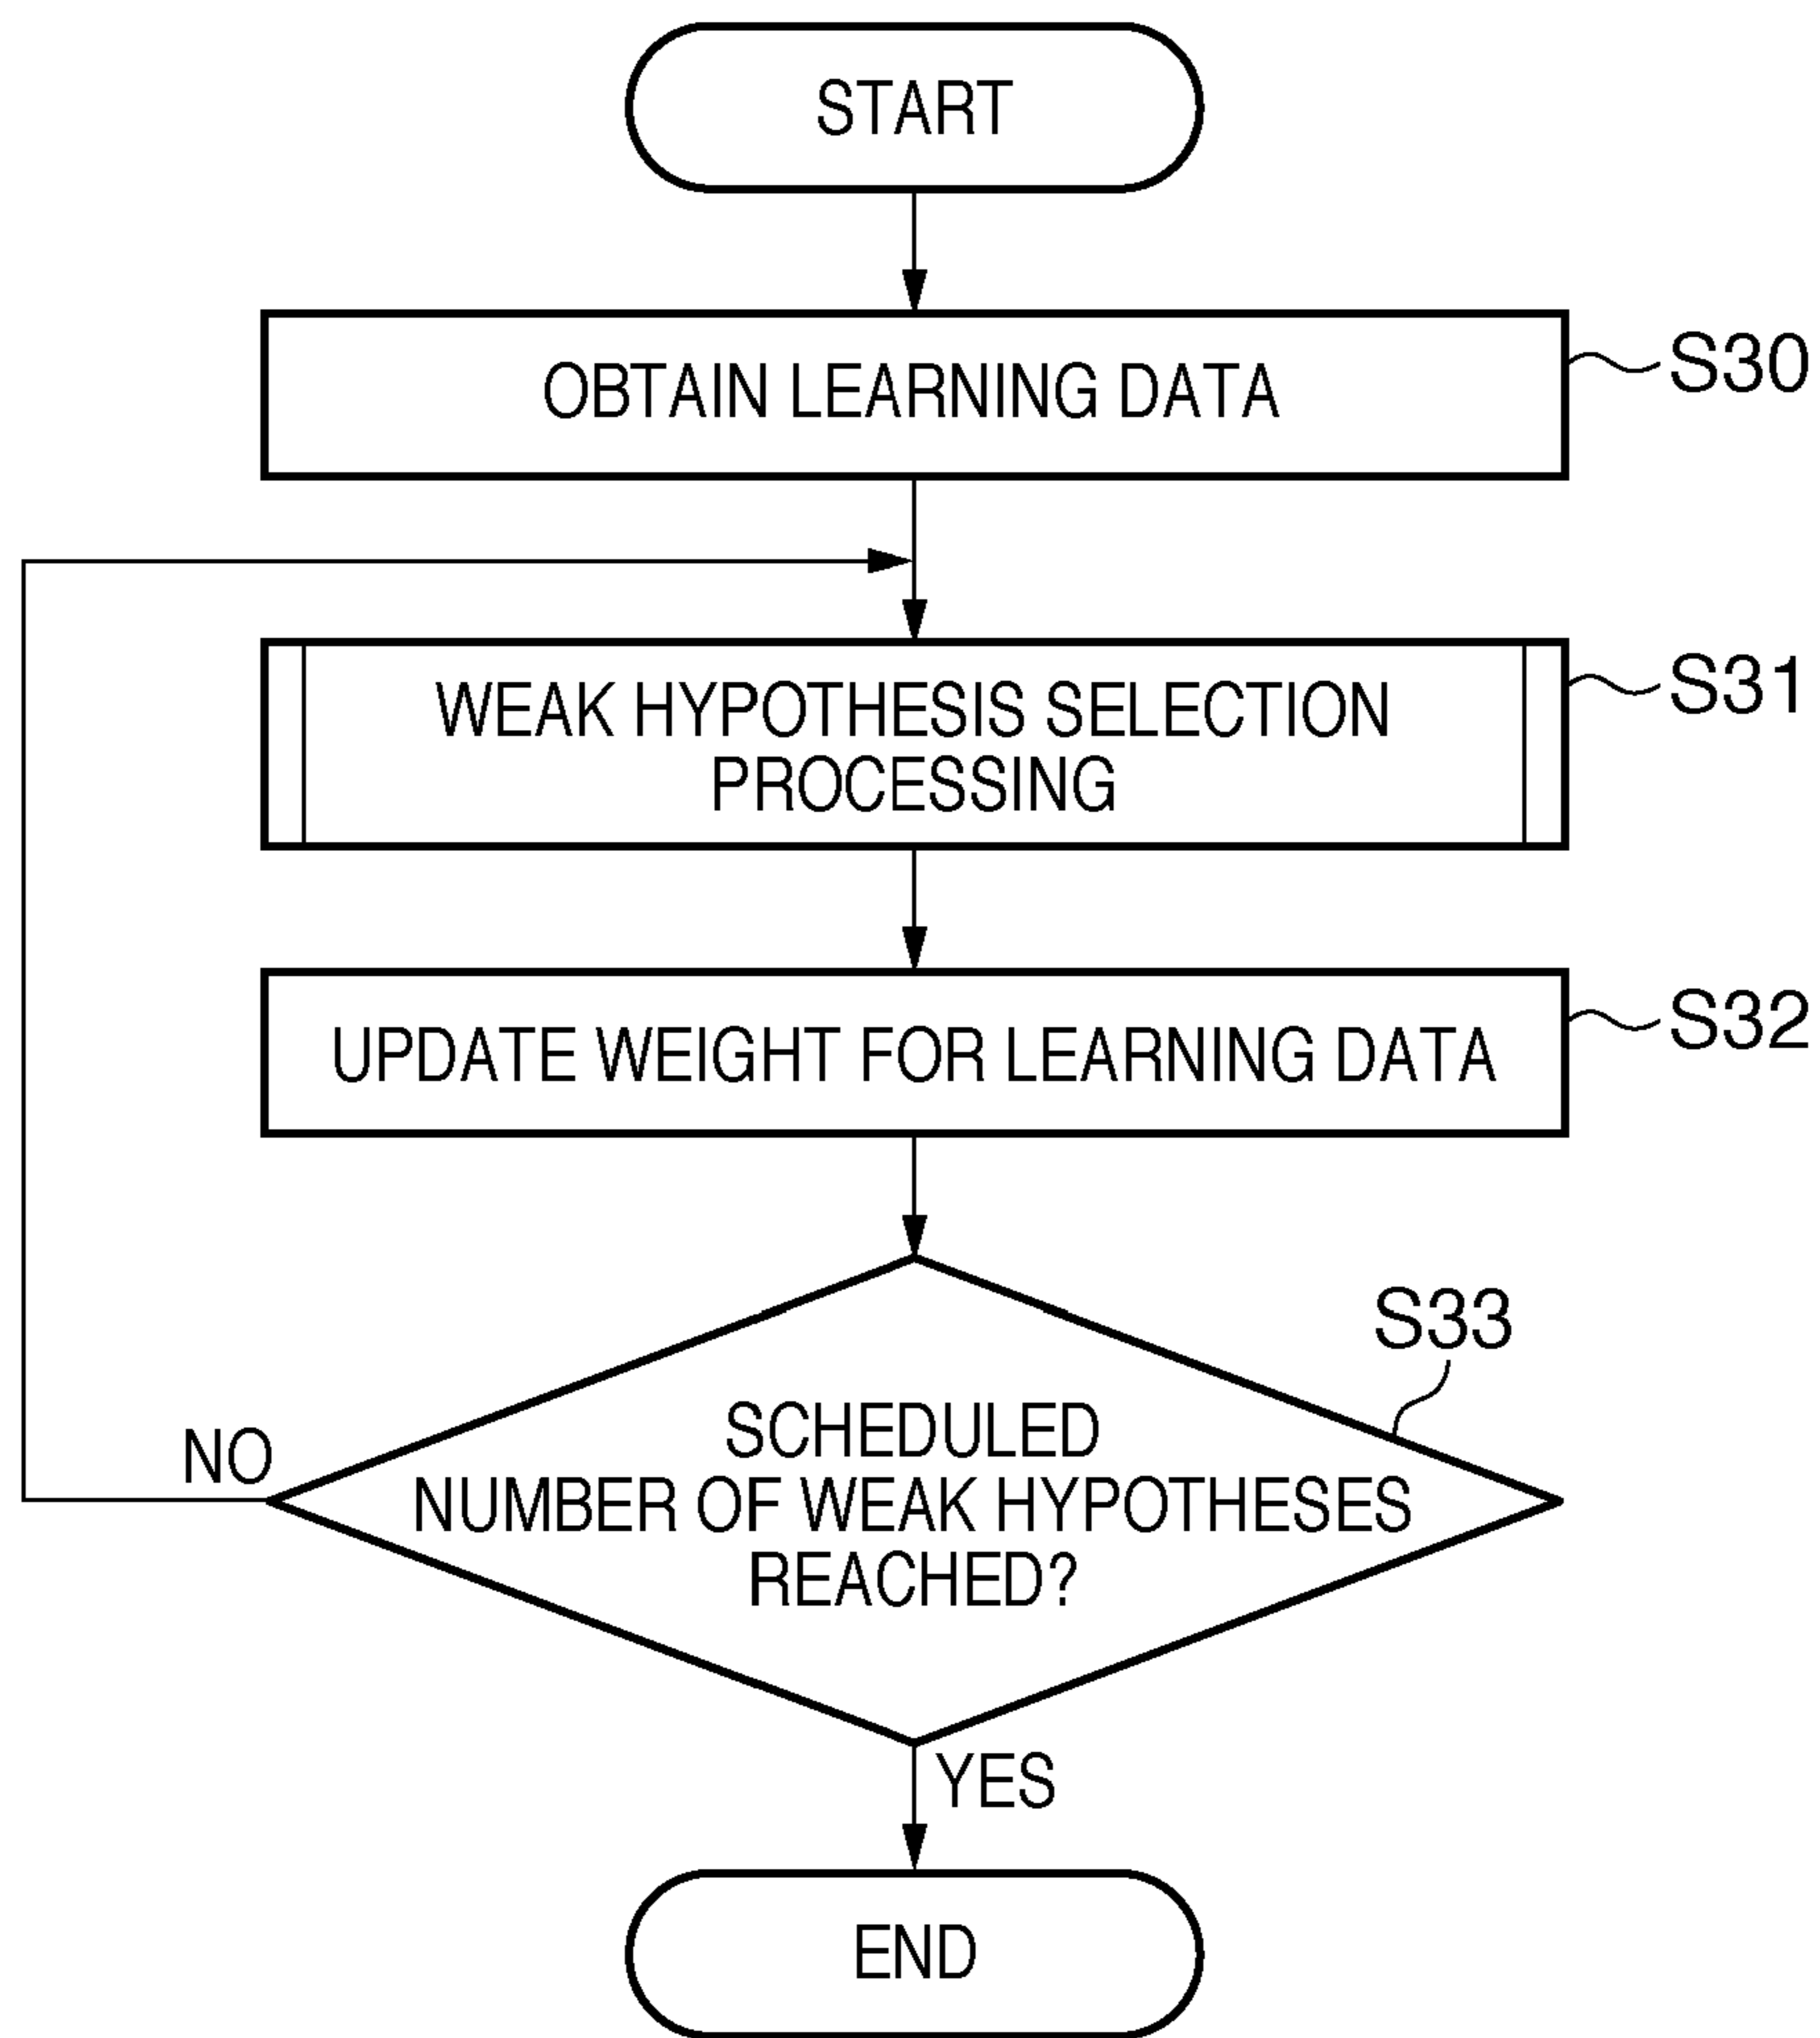 START
OBTAIN LEARNING DATA
S30
WEAK HYPOTHESIS SELECTION
PROCESSING
S31
UPDATE WEIGHT FOR LEARNING DATA
S32
S33
SCHEDULED
NUMBER OF WEAK HYPOTHESES
REACHED?
NO
YES
END